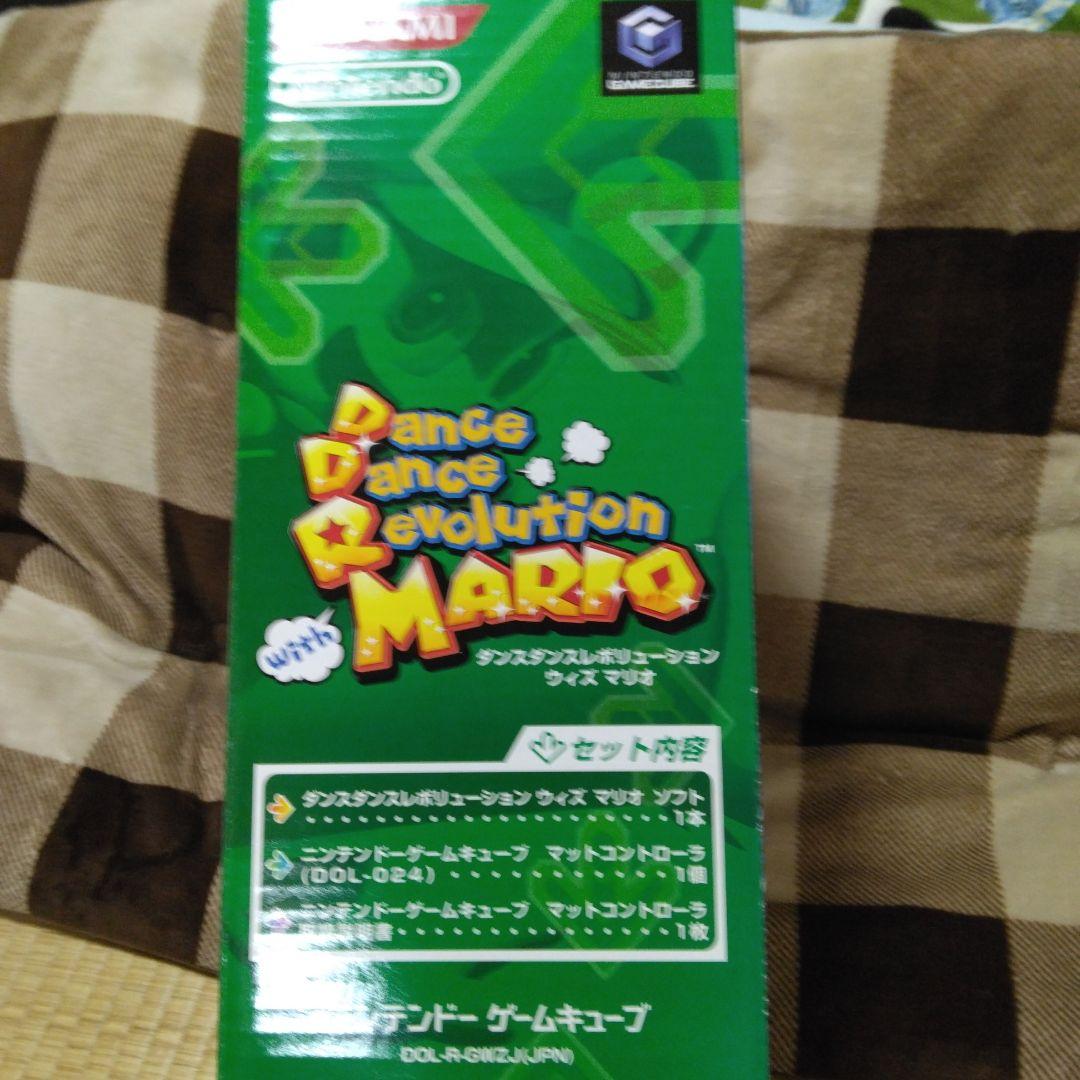 Nintendo
NINTENDO
GAMECUBE
Dance
Dance
Revolution
with MARIO™
ダンスダンスレボリューション
ウィズ マリオ
セット内容
ダンスダンスレボリューション ウィズ マリオ ソフト
・・・・・・・・・・・・・・・・・・・・・・1本
ニンテンドーゲームキューブ マットコントローラ
(DOL-024)・・・・・・・・・・・1個
ニンテンドーゲームキューブ マットコントローラ
書・・・・・・・・・・・・・・・1枚
テンドー ゲームキューブ
DOL-R-GWZJ(JPN)